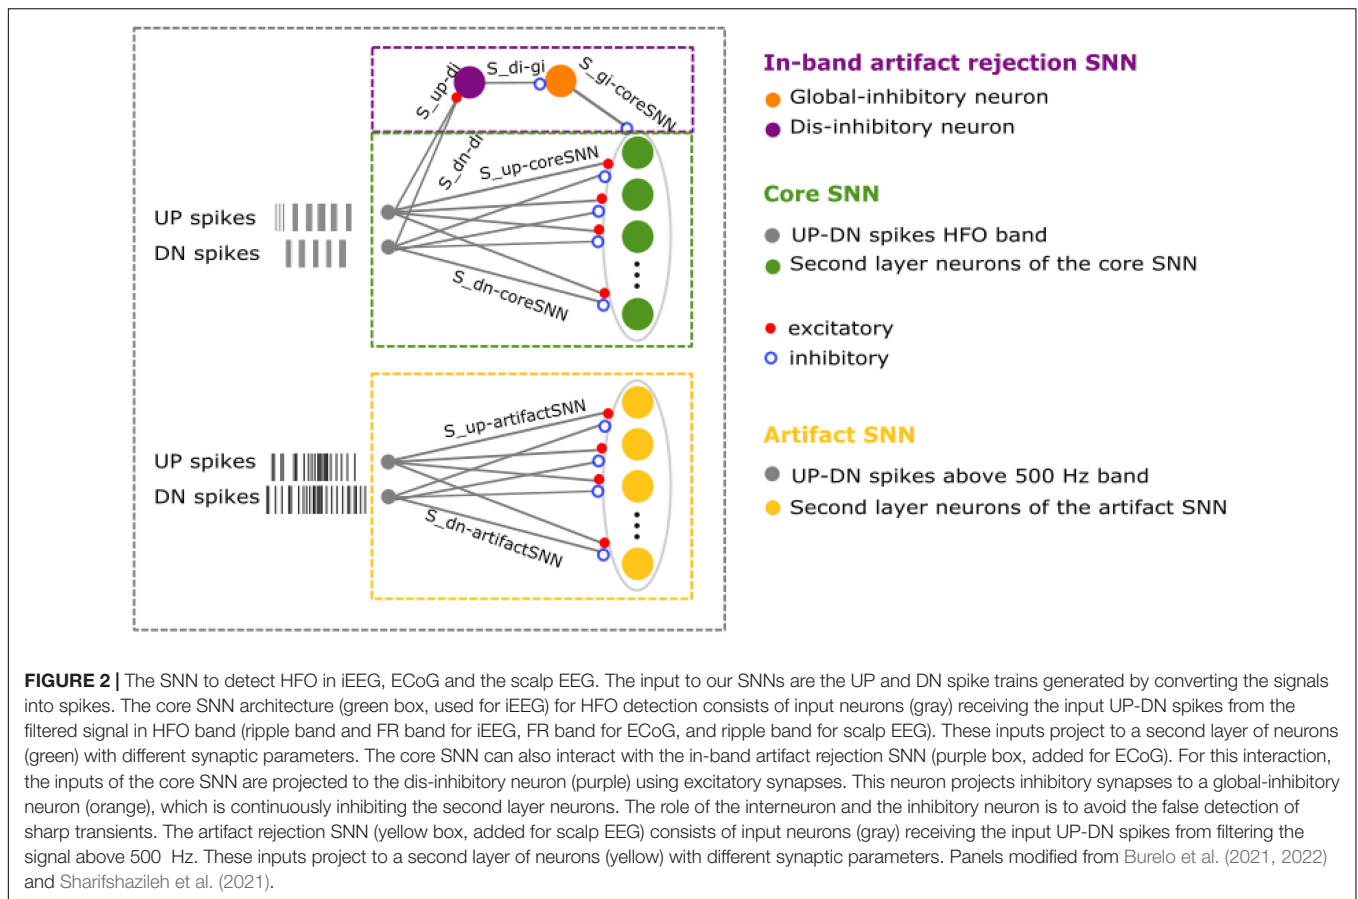 S_up-di
S_di-gi
S_gi-coreSNN
S_dn-di
S_up-coreSNN
UP spikes
DN spikes
S_dn-coreSNN
S_up-artifactSNN
UP spikes
DN spikes
S_dn-artifactSNN
In-band artifact rejection SNN
Global-inhibitory neuron
Dis-inhibitory neuron
Core SNN
UP-DN spikes HFO band
Second layer neurons of the core SNN
excitatory
inhibitory
Artifact SNN
UP-DN spikes above 500 Hz band
Second layer neurons of the artifact SNN
FIGURE 2 | The SNN to detect HFO in iEEG, ECoG and the scalp EEG. The input to our SNNs are the UP and DN spike trains generated by converting the signals
into spikes. The core SNN architecture (green box, used for iEEG) for HFO detection consists of input neurons (gray) receiving the input UP-DN spikes from the
filtered signal in HFO band (ripple band and FR band for iEEG, FR band for ECoG, and ripple band for scalp EEG). These inputs project to a second layer of neurons
(green) with different synaptic parameters. The core SNN can also interact with the in-band artifact rejection SNN (purple box, added for ECoG). For this interaction,
the inputs of the core SNN are projected to the dis-inhibitory neuron (purple) using excitatory synapses. This neuron projects inhibitory synapses to a global-inhibitory
neuron (orange), which is continuously inhibiting the second layer neurons. The role of the interneuron and the inhibitory neuron is to avoid the false detection of
sharp transients. The artifact rejection SNN (yellow box, added for scalp EEG) consists of input neurons (gray) receiving the input UP-DN spikes from filtering the
signal above 500 Hz. These inputs project to a second layer of neurons (yellow) with different synaptic parameters. Panels modified from Burelo et al. (2021, 2022)
and Sharifshazileh et al. (2021).